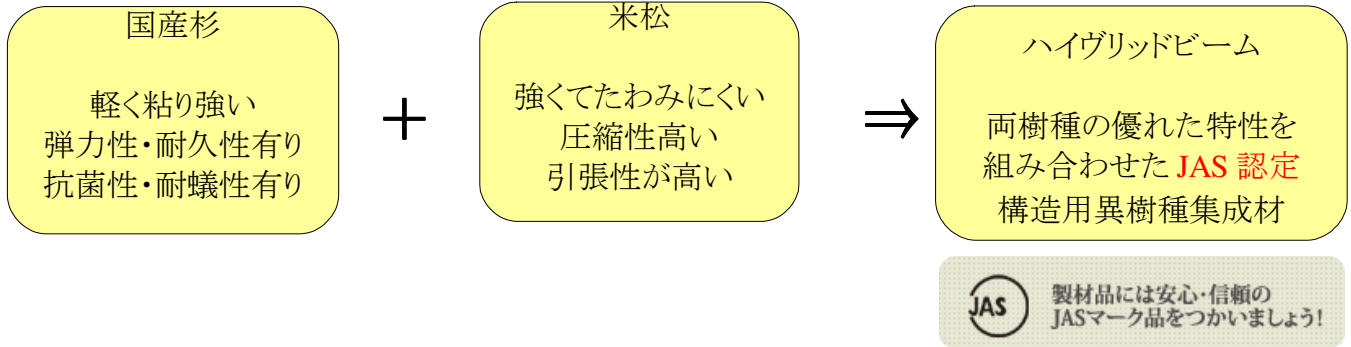 国産杉
軽く粘り強い
弾力性・耐久性有り
抗菌性・耐蟻性有り
+
米松
強くてたわみにくい
圧縮性高い
引張性が高い
⇒
ハイヴリッドビーム
両樹種の優れた特性を
組み合わせた JAS 認定
構造用異樹種集成材
JAS
製材品には安心・信頼の
JASマーク品をつかいましょう!